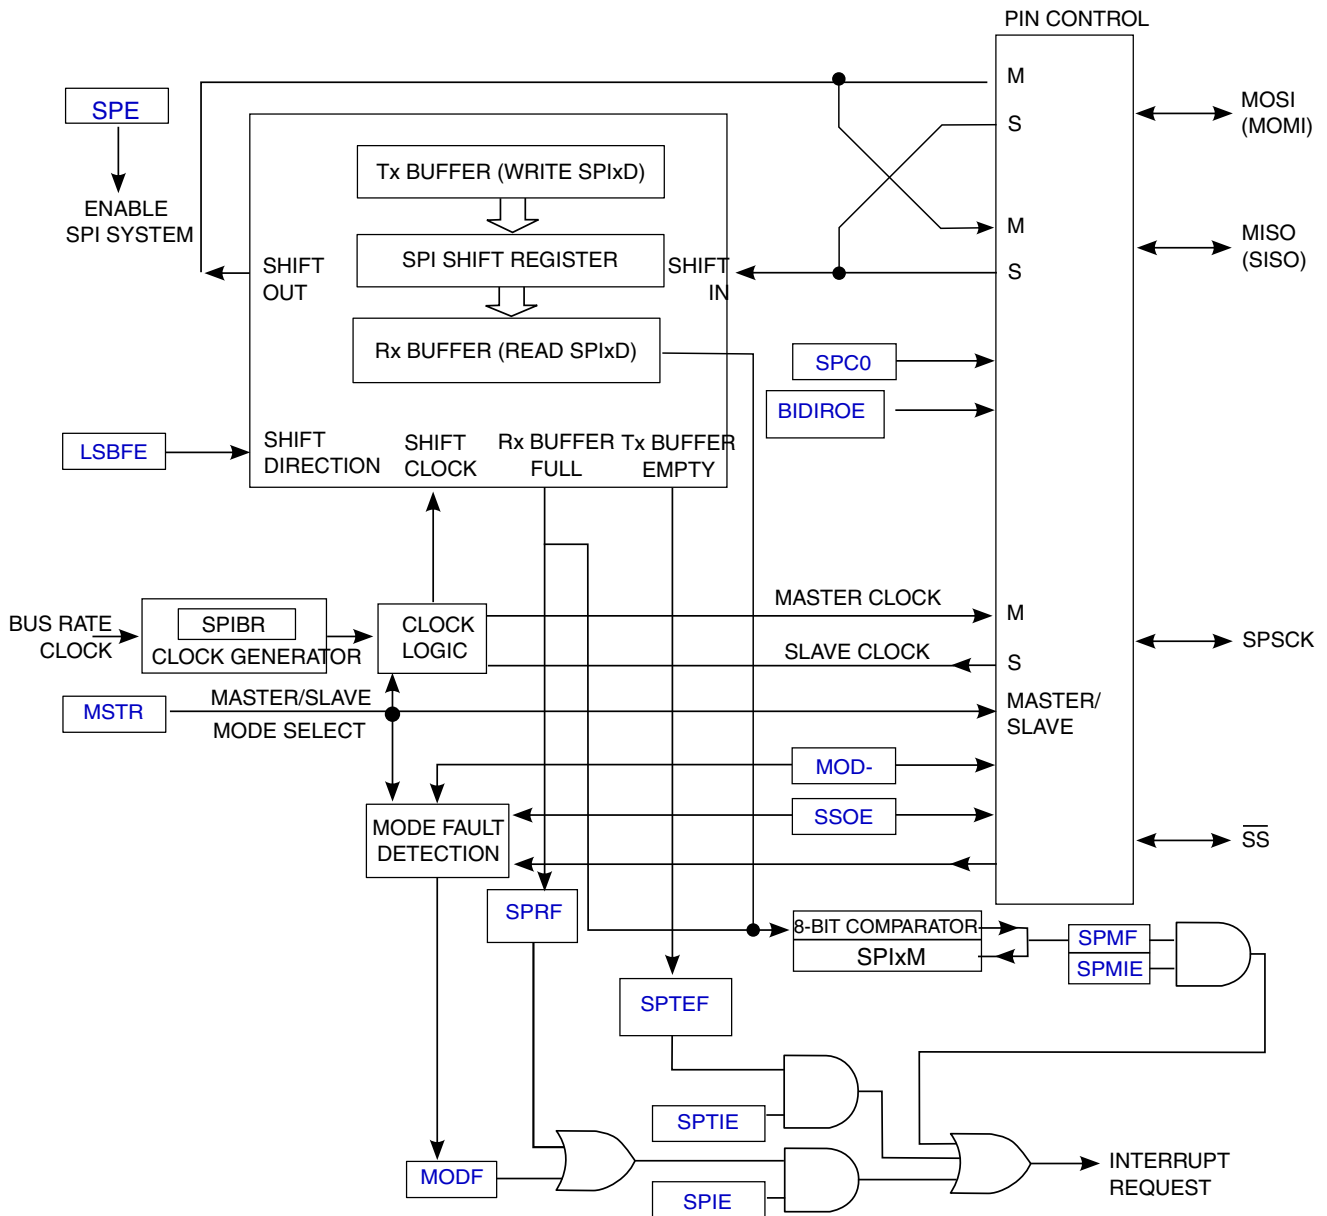 PIN CONTROL
M
MOSI
(MOMI)
S
SPE
ENABLE
SPI SYSTEM
Tx BUFFER (WRITE SPIxD)
SPI SHIFT REGISTER
Rx BUFFER (READ SPIxD)
SHIFT
OUT
SHIFT
IN
M
S
MISO
(SISO)
SPC0
BIDIROE
LSBFE
SHIFT
DIRECTION
SHIFT
CLOCK
Rx BUFFER
FULL
Tx BUFFER
EMPTY
BUS RATE
CLOCK
SPIBR
CLOCK GENERATOR
CLOCK
LOGIC
MASTER CLOCK
M
SLAVE CLOCK
S
SPSCK
MSTR
MASTER/SLAVE
MODE SELECT
MASTER/
SLAVE
MOD-
SSOE
MODE FAULT
DETECTION
SS
SPRF
8-BIT COMPARATOR
SPIxM
SPMF
SPMIE
SPTEF
SPTIE
MODF
SPIE
INTERRUPT
REQUEST